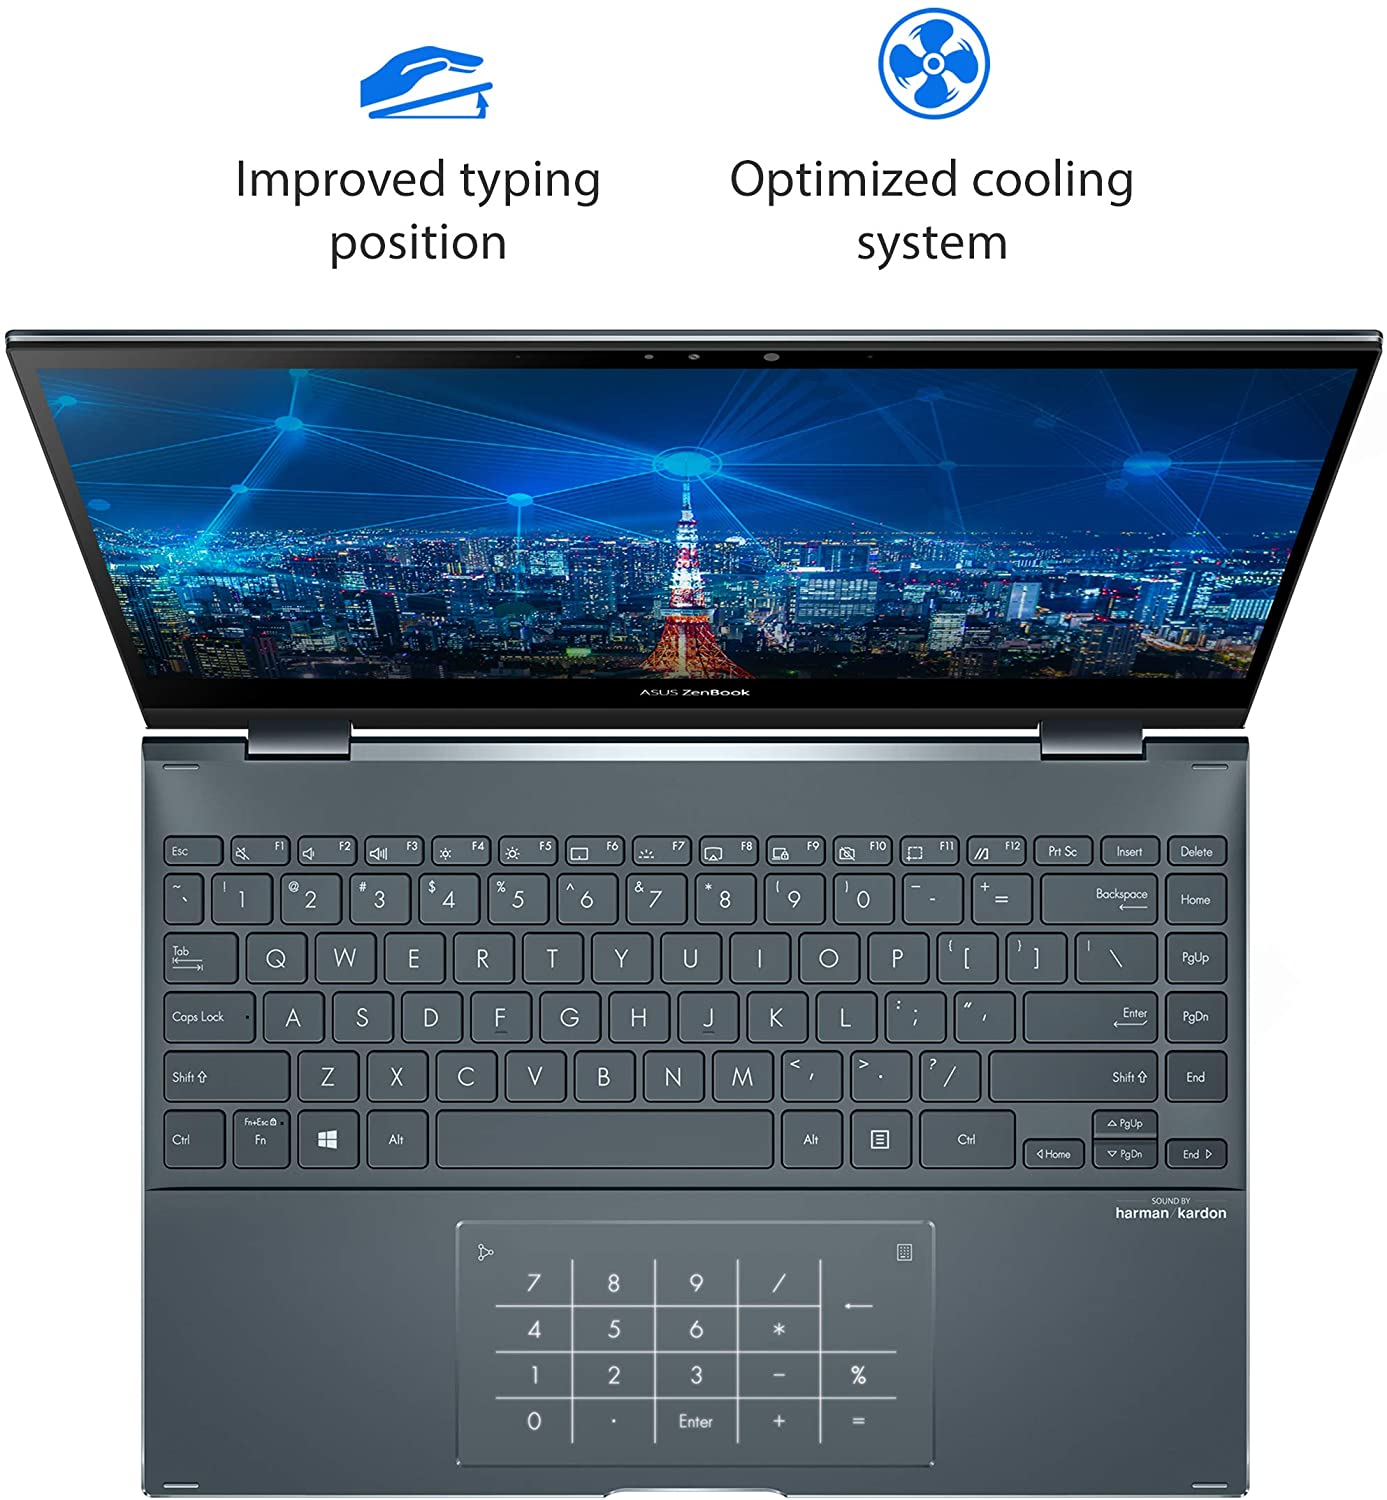 Improved typing
position
Optimized cooling
system
ASUS ZenBook
Esc F1 F2 F3 F4 F5 F6 F7 F8 F9 F10 F11 F12 Prt Sc Insert Delete
~ ` ! 1 @ 2 # 3 $ 4 % 5 ^ 6 & 7 * 8 ( 9 ) 0 _ - + = Backspace Home
Tab Q W E R T Y U I O P { [ } ] | \ PgUp
Caps Lock A S D F G H J K L : ; " ' Enter PgDn
Shift Z X C V B N M < , > . ? / Shift End
Ctrl Fn+Esc Fn Alt Alt Ctrl Home PgUp PgDn End
SOUND BY
harman/kardon
7 8 9 /
4 5 6 *
1 2 3 - %
0 . Enter + =